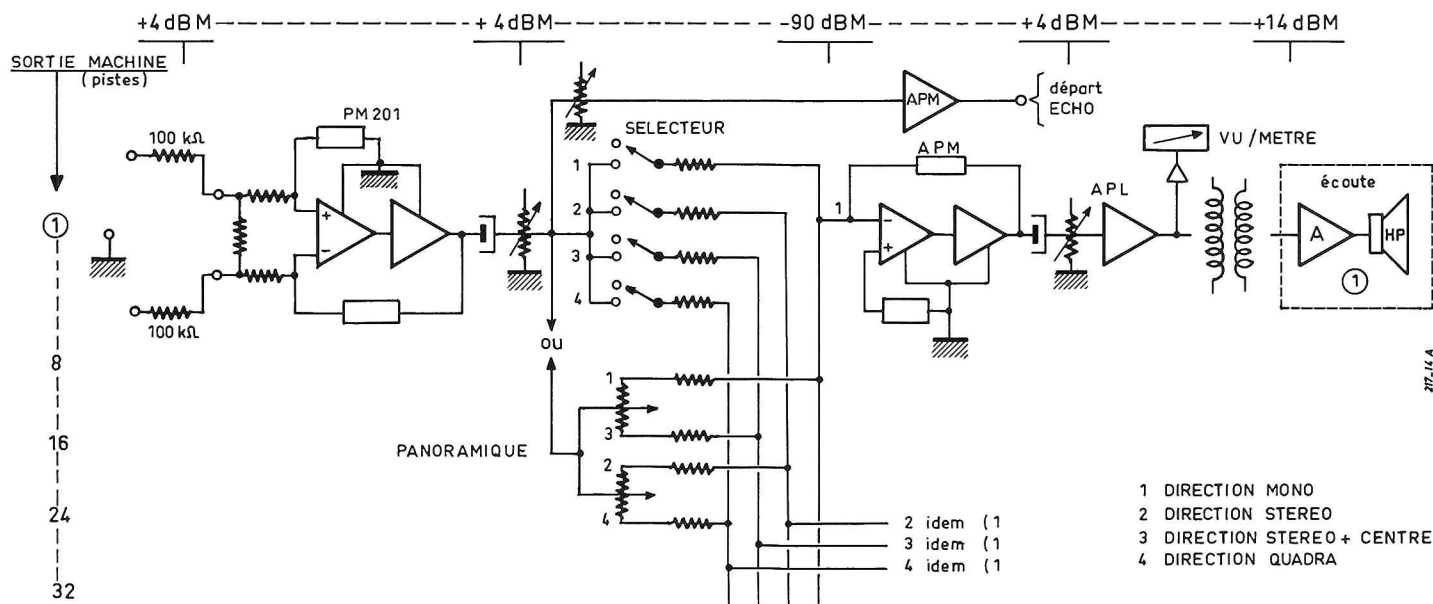 +4 dBM +4 dBM -90 dBM +4 dBM +14 dBM
SORTIE MACHINE
(pistes)
100 kΩ
PM 201
SELECTEUR
APM
départ
ECHO
VU/METRE
APM
APL
écoute
1
2
3
4
1
+
-
-
+
A
HP
1
1
100 kΩ
ou
8
16
24
32
PANORAMIQUE
1
3
2
4
2 idem (1
3 idem (1
4 idem (1
1 DIRECTION MONO
2 DIRECTION STEREO
3 DIRECTION STEREO + CENTRE
4 DIRECTION QUADRA
217-14 A